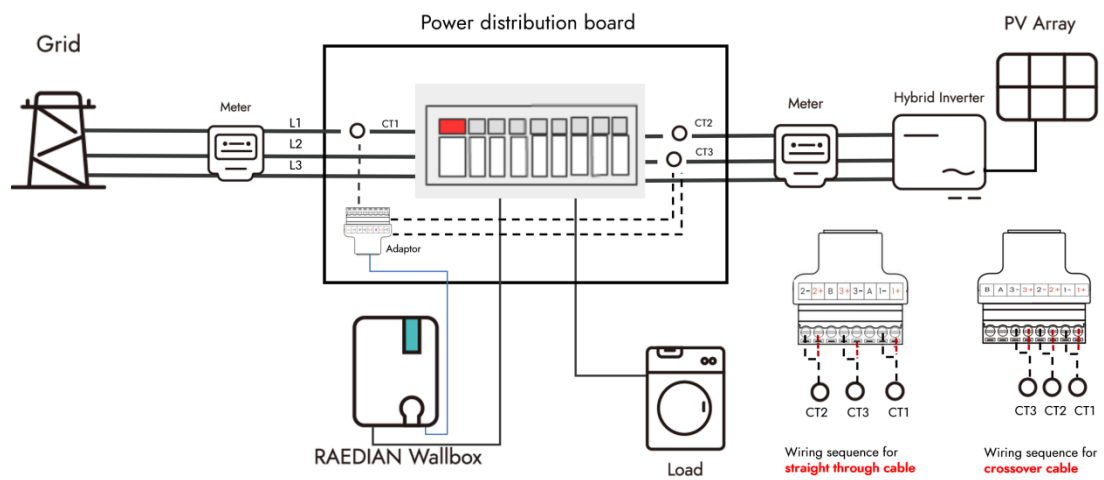 Power distribution board
PV Array
Grid
Meter
L1
CT1
L2
L3
CT2
CT3
Meter
Hybrid Inverter
Adaptor
2- 2+ B 3+ 3- A 1- 1+
B A 3- 3+ 2- 2+ 1- 1+
CT2 CT3 CT1
CT3 CT2 CT1
RAEDIAN Wallbox
Load
Wiring sequence for
straight through cable
Wiring sequence for
crossover cable